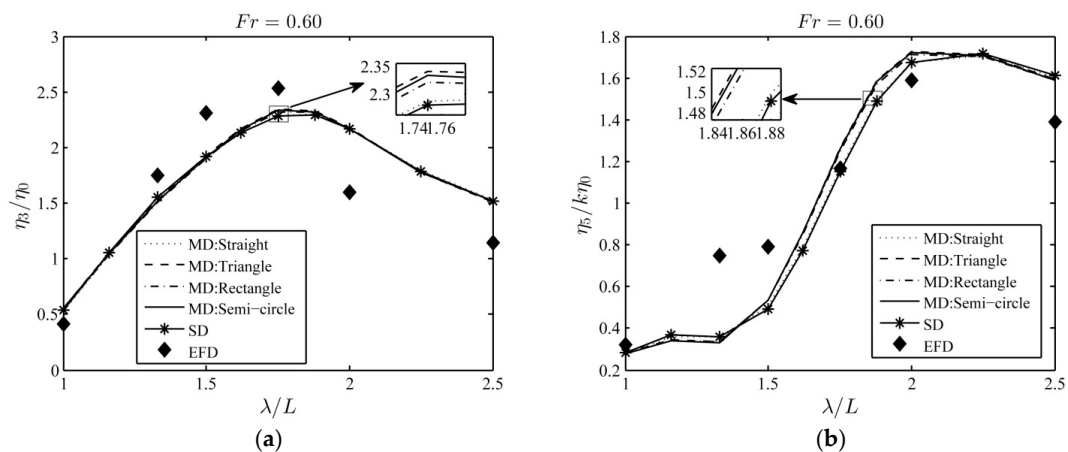 Fr = 0.60
3
2.5
2
1.5
1
0.5
0
η3/η0
2.35
2.3
1.74 1.76
MD:Straight
MD:Triangle
MD:Rectangle
MD:Semi−circle
SD
EFD
1
1.5
2
2.5
λ/L
(a)
Fr = 0.60
1.8
1.6
1.4
1.2
1
0.8
0.6
0.4
0.2
η5/kη0
1.52
1.5
1.48
1.84 1.86 1.88
MD:Straight
MD:Triangle
MD:Rectangle
MD:Semi−circle
SD
EFD
1
1.5
2
2.5
λ/L
(b)